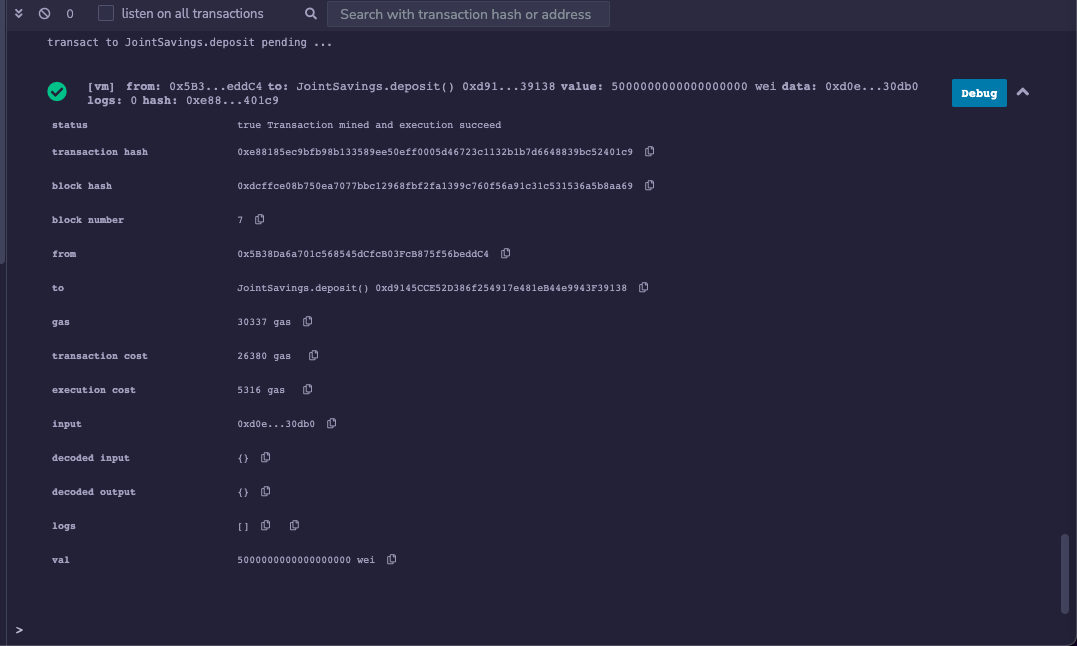 0 listen on all transactions Search with transaction hash or address
transact to JointSavings.deposit pending ...
[vm] from: 0x5B3...eddC4 to: JointSavings.deposit() 0xd91...39138 value: 5000000000000000000 wei data: 0xd0e...30db0
logs: 0 hash: 0xe88...401c9
Debug
status true Transaction mined and execution succeed
transaction hash 0xe88185ec9bfb98b133589ee50eff0005d46723c1132b1b7d6648839bc52401c9
block hash 0xdcffce08b750ea7077bbc12968fbf2fa1399c760f56a91c31c531536a5b8aa69
block number 7
from 0x5B38Da6a701c568545dCfcB03FcB875f56beddC4
to JointSavings.deposit() 0xd9145CCE52D386f254917e481eB44e9943F39138
gas 30337 gas
transaction cost 26380 gas
execution cost 5316 gas
input 0xd0e...30db0
decoded input {}
decoded output {}
logs []
val 5000000000000000000 wei
>